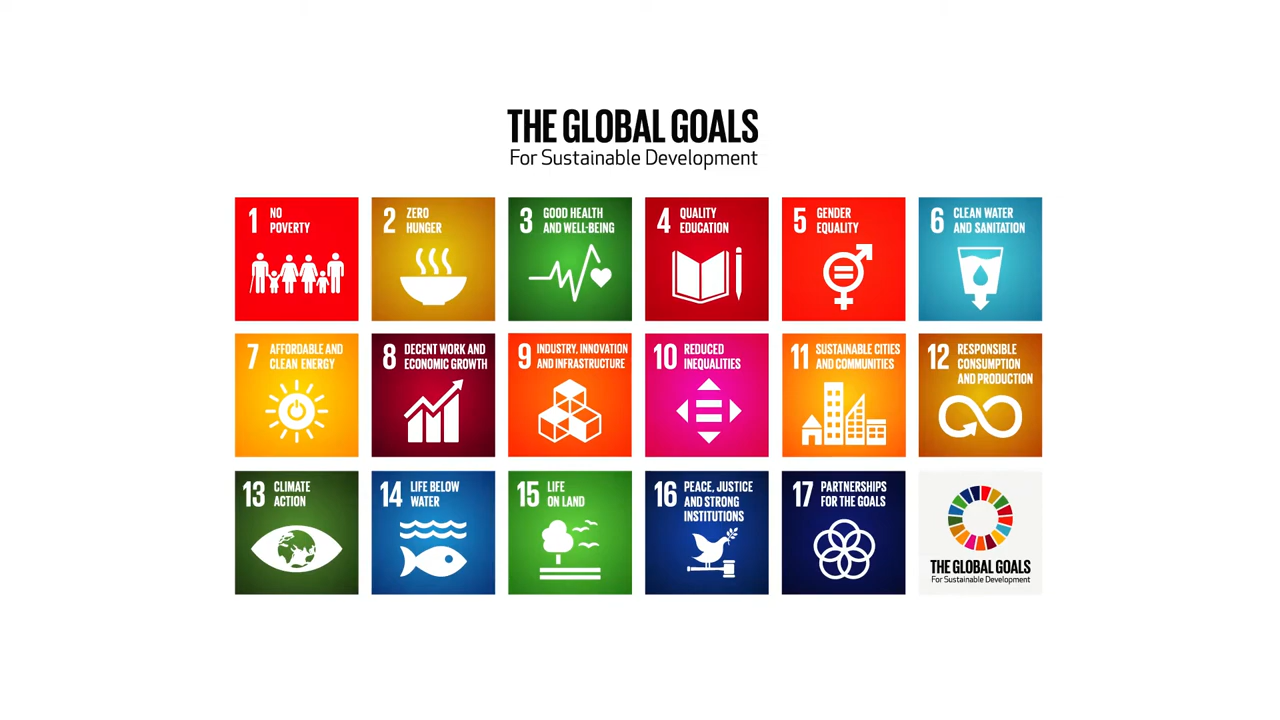 THE GLOBAL GOALS
For Sustainable Development
1 NO
POVERTY
2 ZERO
HUNGER
3 GOOD HEALTH
AND WELL-BEING
4 QUALITY
EDUCATION
5 GENDER
EQUALITY
6 CLEAN WATER
AND SANITATION
7 AFFORDABLE AND
CLEAN ENERGY
8 DECENT WORK AND
ECONOMIC GROWTH
9 INDUSTRY, INNOVATION
AND INFRASTRUCTURE
10 REDUCED
INEQUALITIES
11 SUSTAINABLE CITIES
AND COMMUNITIES
12 RESPONSIBLE
CONSUMPTION
AND PRODUCTION
13 CLIMATE
ACTION
14 LIFE BELOW
WATER
15 LIFE
ON LAND
16 PEACE, JUSTICE
AND STRONG
INSTITUTIONS
17 PARTNERSHIPS
FOR THE GOALS
THE GLOBAL GOALS
For Sustainable Development